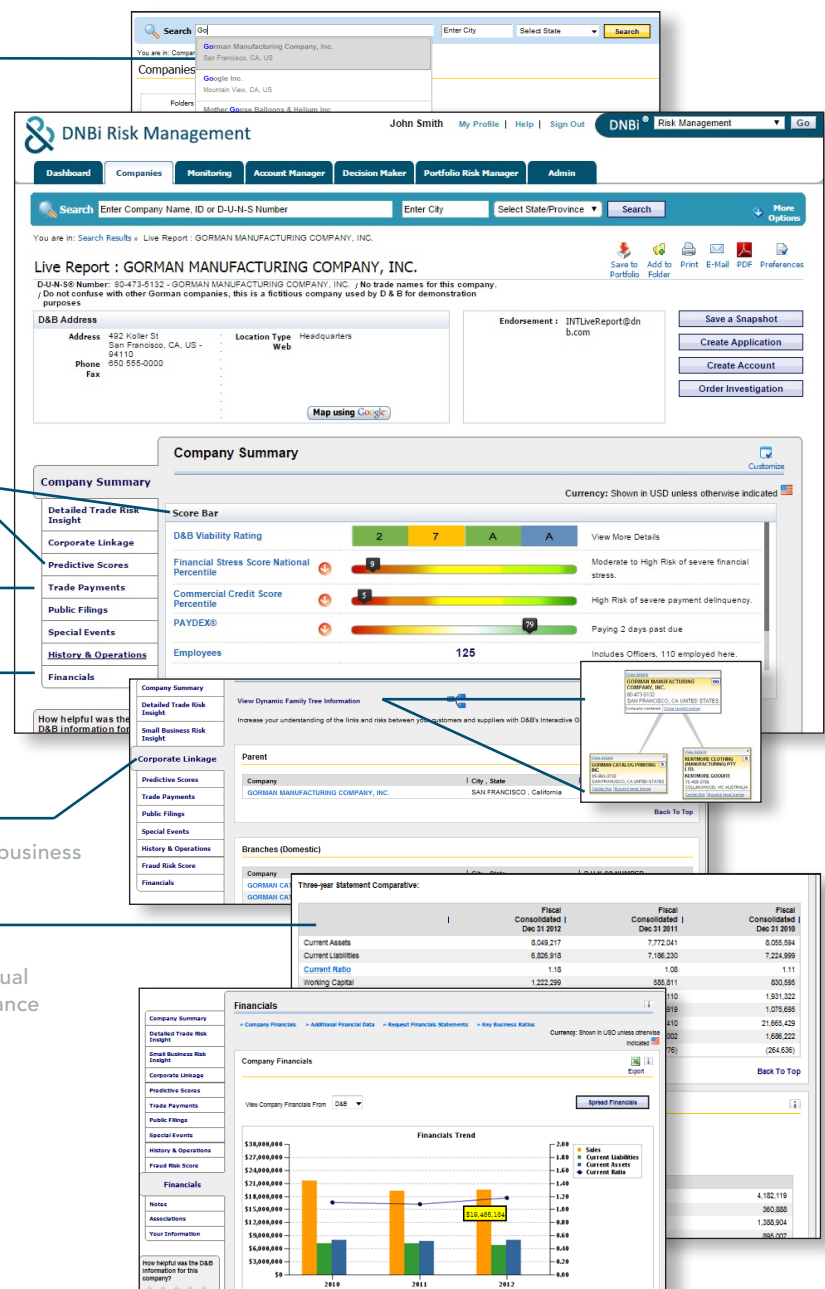 Search Go Enter City Select State Search
You are in: Compan
Gorman Manufacturing Company, Inc.
San Francisco, CA, US
Companies
Google Inc.
Mountain View, CA, US
Folders
Mother Goose Balloons & Helium Inc
DNBi Risk Management
John Smith My Profile | Help | Sign Out DNBi® Risk Management Go
Dashboard Companies Monitoring Account Manager Decision Maker Portfolio Risk Manager Admin
Search Enter Company Name, ID or D-U-N-S Number Enter City Select State/Province Search More Options
You are in: Search Results » Live Report : GORMAN MANUFACTURING COMPANY, INC.
Live Report : GORMAN MANUFACTURING COMPANY, INC.
Save to Portfolio Add to Folder Print E-Mail PDF Preferences
D-U-N-S® Number: 80-473-5132 - GORMAN MANUFACTURING COMPANY, INC. / No trade names for this company.
/ Do not confuse with other Gorman companies, this is a fictitious company used by D & B for demonstration
purposes
D&B Address
Address 492 Koller St
San Francisco, CA, US -
94110
Phone 650 555-0000
Fax
Location Type Headquarters
Web
Map using Google
Endorsement : INTLiveReport@dn
b.com
Save a Snapshot
Create Application
Create Account
Order Investigation
Company Summary
Customize
Currency: Shown in USD unless otherwise indicated
Company Summary
Detailed Trade Risk
Insight
Corporate Linkage
Predictive Scores
Trade Payments
Public Filings
Special Events
History & Operations
Financials
How helpful was the
D&B information for
Score Bar
D&B Viability Rating 2 7 A A View More Details
Financial Stress Score National
Percentile 9 Moderate to High Risk of severe financial
stress.
Commercial Credit Score
Percentile 5 High Risk of severe payment delinquency.
PAYDEX® 79 Paying 2 days past due
Employees 125 Includes Officers, 110 employed here.
View details
GORMAN MANUFACTURING
COMPANY, INC. HQ
80-473-5132
SAN FRANCISCO, CA UNITED STATES
GORMAN CATALOG PRINTING
INC
SAN FRANCISCO, CA UNITED STATES
KENTMORE CLOTHING
(MANUFACTURING) PTY
LTD.
KENTMORE GOODFIT
COLLINGWOOD, VIC AUSTRALIA
Company Summary
Detailed Trade Risk
Insight
Small Business Risk
Insight
Corporate Linkage
Predictive Scores
Trade Payments
Public Filings
Special Events
History & Operations
Fraud Risk Score
Financials
View Dynamic Family Tree Information
Increase your understanding of the links and risks between your customers and suppliers with D&B's Interactive G
Parent
Company City , State
GORMAN MANUFACTURING COMPANY, INC. SAN FRANCISCO , California
Back To Top
Branches (Domestic)
Company City , State D-U-N-S® NUMBER
GORMAN CAT
GORMAN CAT
business
ual
ance
Three-year Statement Comparative:
Fiscal Consolidated Dec 31 2012 Fiscal Consolidated Dec 31 2011 Fiscal Consolidated Dec 31 2010
Current Assets 8,049,217 7,772,041 8,055,594
Current Liabilities 6,826,918 7,186,230 7,224,999
Current Ratio 1.18 1.08 1.11
Working Capital 1,222,299 585,811 830,595
110 1,931,322
919 1,075,695
410 21,665,429
002 1,686,222
76) (264,636)
Back To Top
4,182,119
360,888
1,388,904
895,007
Company Summary
Detailed Trade Risk
Insight
Small Business Risk
Insight
Corporate Linkage
Predictive Scores
Trade Payments
Public Filings
Special Events
History & Operations
Fraud Risk Score
Financials
Notes
Associations
Your Information
How helpful was the D&B
information for this
company?
Financials
» Company Financials » Additional Financial Data » Request Financials Statements » Key Business Ratios
Currency: Shown in USD unless otherwise
indicated
Company Financials
Export
View Company Financials From D&B Spread Financials
Financials Trend
$30,000,000 2.00
$27,000,000 1.80
$24,000,000 1.60
$21,000,000 1.40
$18,000,000 1.20
$15,000,000 1.00
$12,000,000 0.80
$9,000,000 0.60
$6,000,000 0.40
$3,000,000 0.20
$0 0.00
2010 2011 2012
Sales
Current Liabilities
Current Assets
Current Ratio